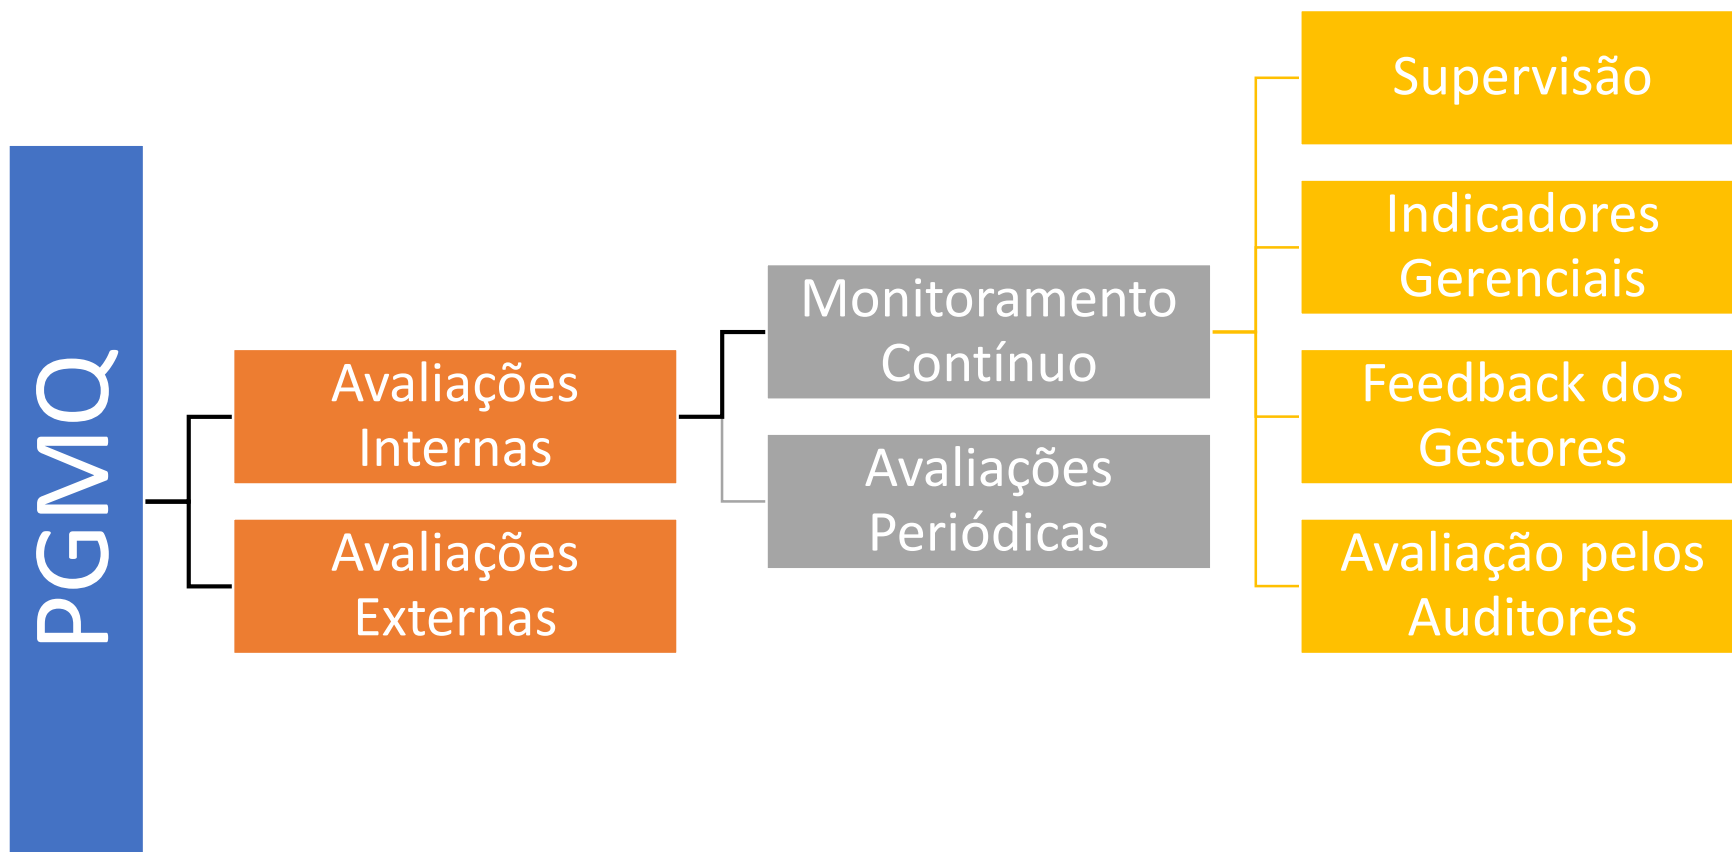 PGMQ
Avaliações
Internas
Avaliações
Externas
Monitoramento
Contínuo
Avaliações
Periódicas
Supervisão
Indicadores
Gerenciais
Feedback dos
Gestores
Avaliação pelos
Auditores